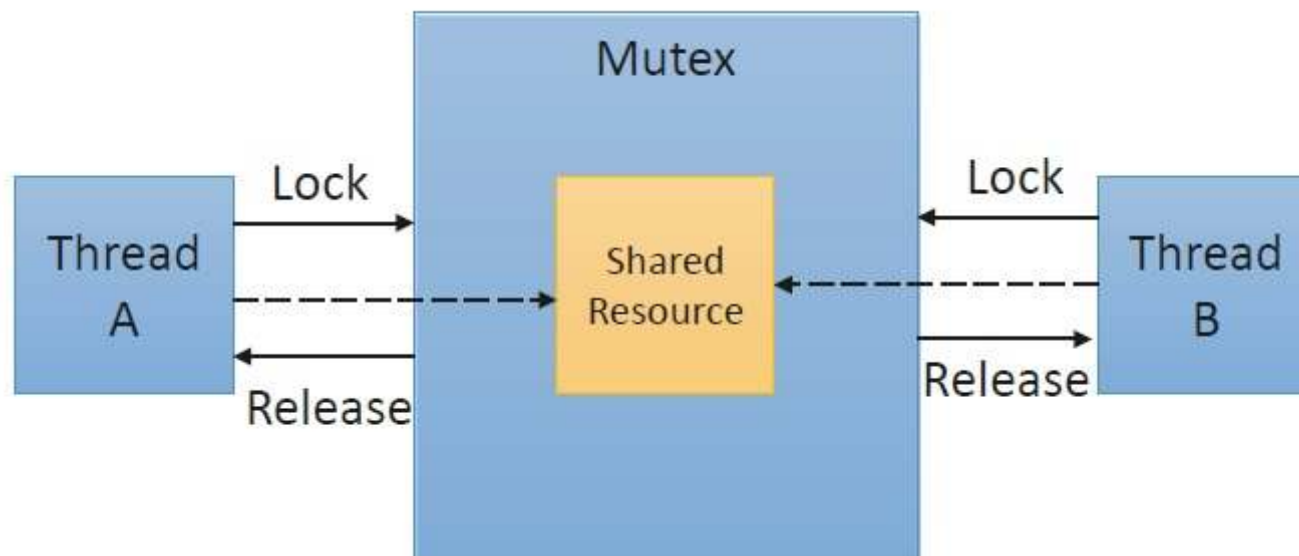 Mutex
Lock
Lock
Thread
A
Shared
Resource
Thread
B
Release
Release